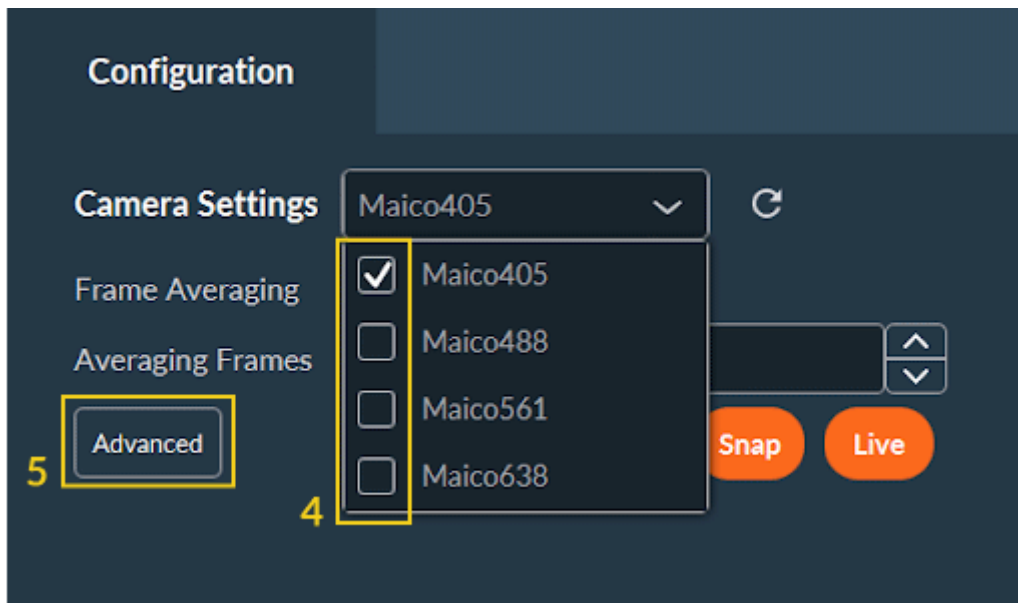 Configuration
Camera Settings Maico405
Maico405
Frame Averaging
Maico488
Averaging Frames
Maico561
Advanced Snap Live
5
Maico638
4